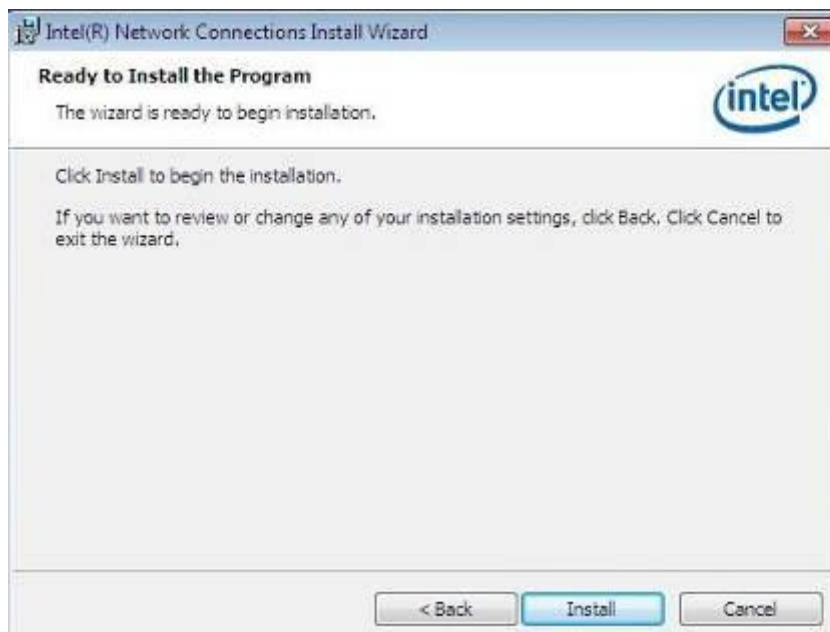 Intel(R) Network Connections Install Wizard
Ready to Install the Program
The wizard is ready to begin installation.
intel
Click Install to begin the installation.
If you want to review or change any of your installation settings, click Back. Click Cancel to
exit the wizard.
< Back
Install
Cancel